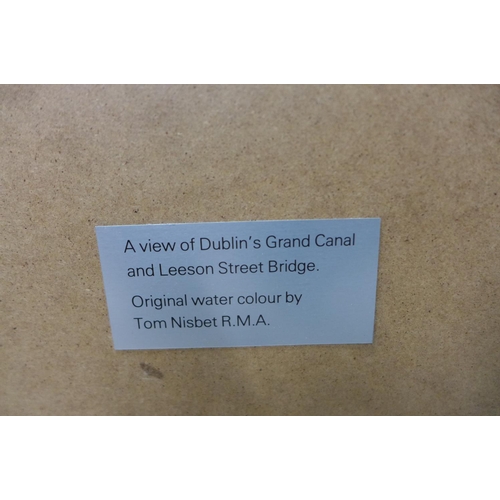 A view of Dublin's Grand Canal
and Leeson Street Bridge.
Original water colour by
Tom Nisbet R.M.A.